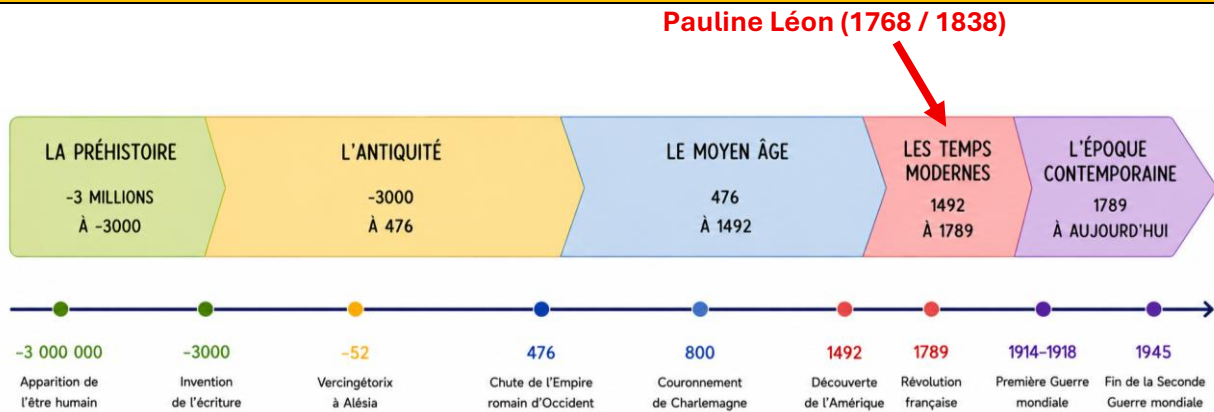 Pauline Léon (1768 / 1838)
LA PRÉHISTOIRE
-3 MILLIONS
À -3000
L'ANTIQUITÉ
-3000
À 476
LE MOYEN ÂGE
476
À 1492
LES TEMPS
MODERNES
1492
À 1789
L'ÉPOQUE
CONTEMPORAINE
1789
À AUJOURD'HUI
-3 000 000
Apparition de
l'être humain
-3000
Invention
de l'écriture
-52
Vercingétorix
à Alésia
476
Chute de l'Empire
romain d'Occident
800
Couronnement
de Charlemagne
1492
Découverte
de l'Amérique
1789
Révolution
française
1914-1918
Première Guerre
mondiale
1945
Fin de la Seconde
Guerre mondiale